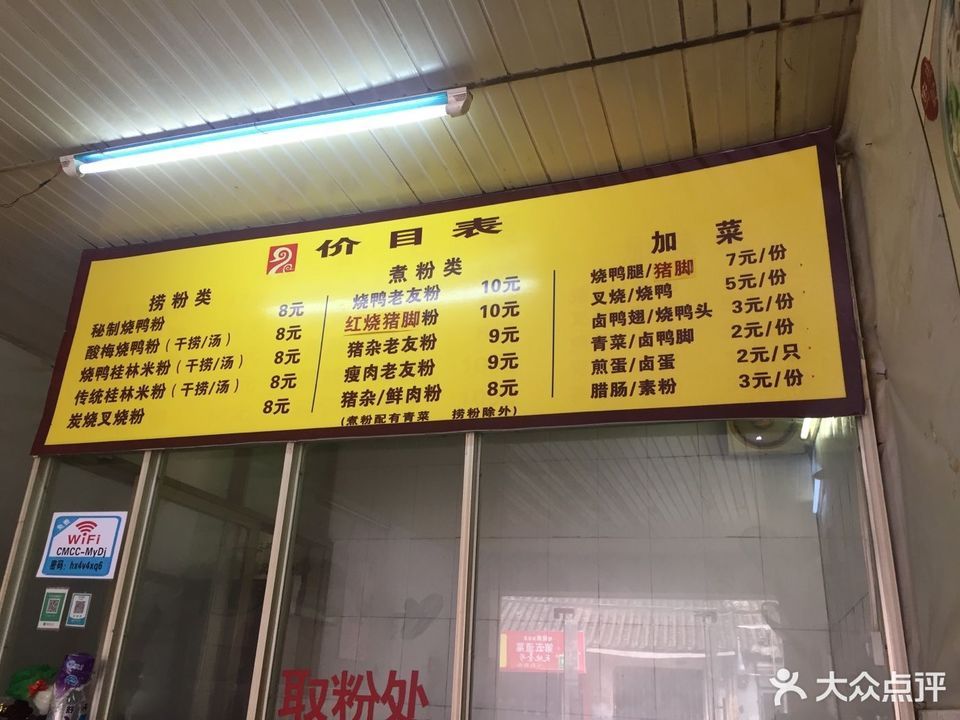 价目表
捞粉类
秘制烧鸭粉 8元
酸梅烧鸭粉（干捞/汤） 8元
烧鸭桂林米粉（干捞/汤） 8元
传统桂林米粉（干捞/汤） 8元
炭烧叉烧粉 8元
煮粉类
烧鸭老友粉 10元
红烧猪脚粉 10元
猪杂老友粉 9元
瘦肉老友粉 9元
猪杂/鲜肉粉 8元
(煮粉配有青菜 捞粉除外)
加菜
烧鸭腿/猪脚 7元/份
叉烧/烧鸭 5元/份
卤鸭翅/烧鸭头 3元/份
青菜/卤鸭脚 2元/份
煎蛋/卤蛋 2元/只
腊肠/素粉 3元/份
免费
WiFi
CMCC-MyDj
密码：hx4v4xq6
取粉处
大众点评